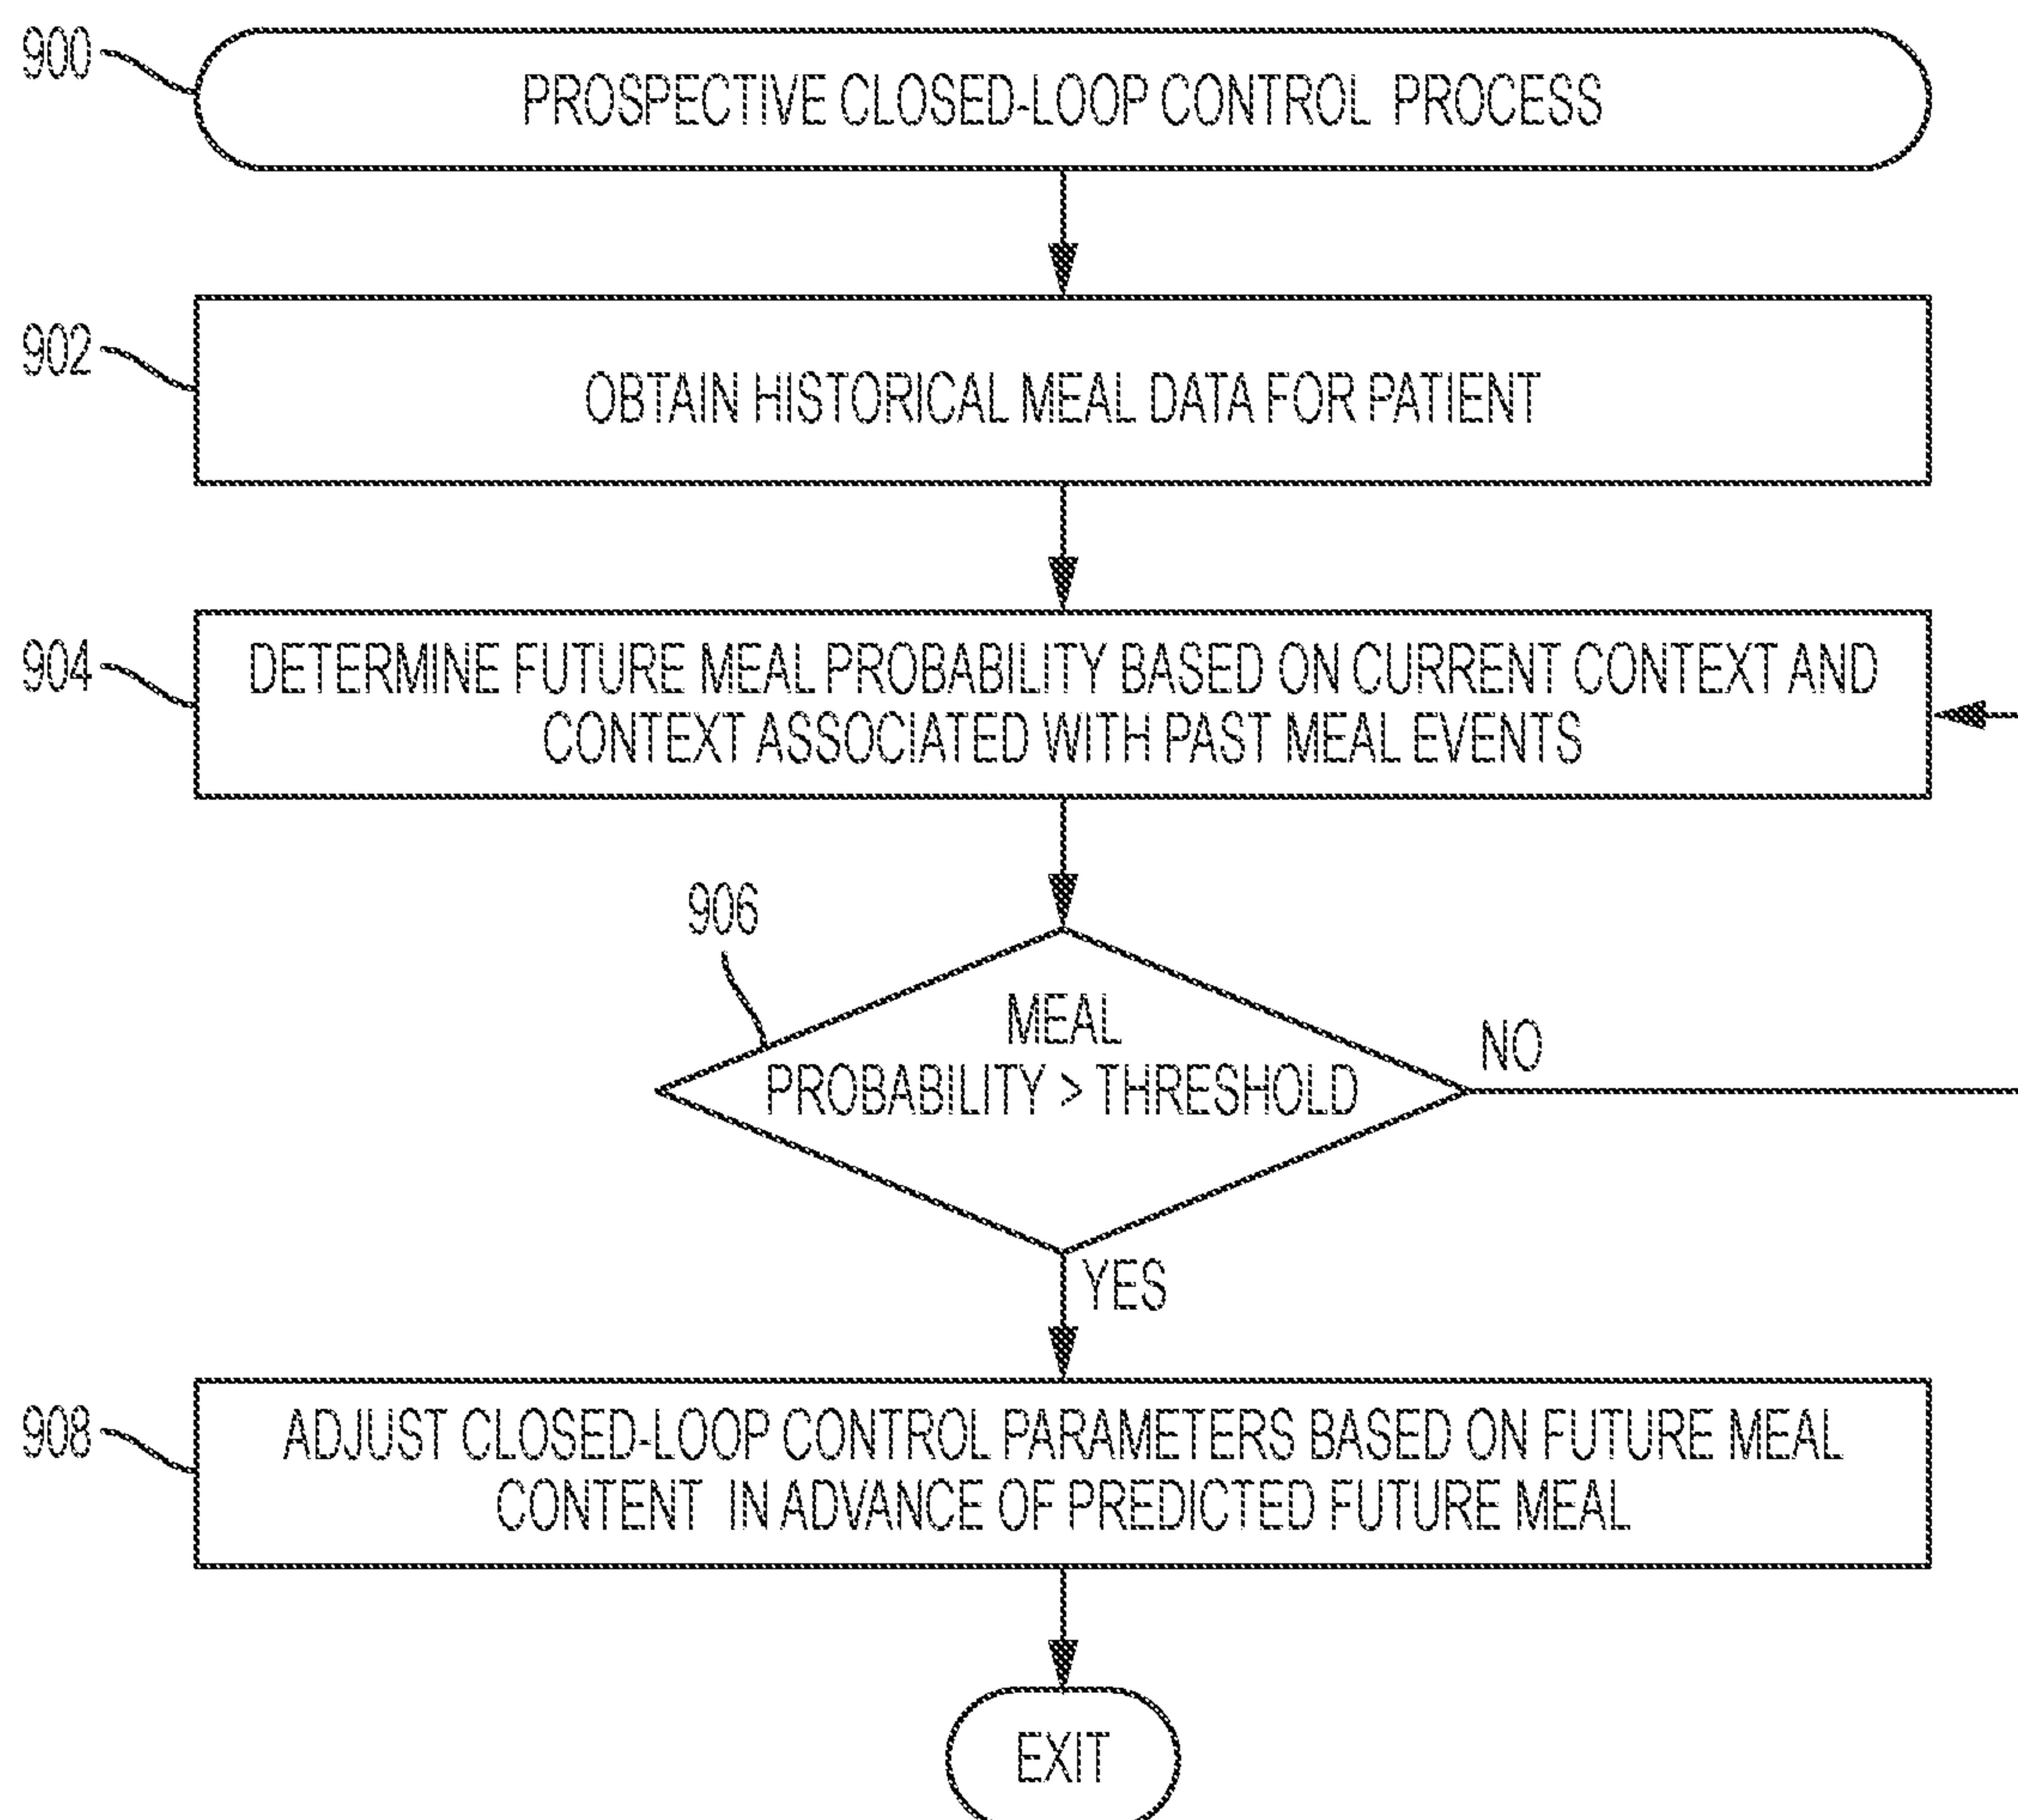 900
PROSPECTIVE CLOSED-LOOP CONTROL PROCESS
902
OBTAIN HISTORICAL MEAL DATA FOR PATIENT
904
DETERMINE FUTURE MEAL PROBABILITY BASED ON CURRENT CONTEXT AND
CONTEXT ASSOCIATED WITH PAST MEAL EVENTS
906
MEAL
PROBABILITY > THRESHOLD
NO
YES
908
ADJUST CLOSED-LOOP CONTROL PARAMETERS BASED ON FUTURE MEAL
CONTENT IN ADVANCE OF PREDICTED FUTURE MEAL
EXIT